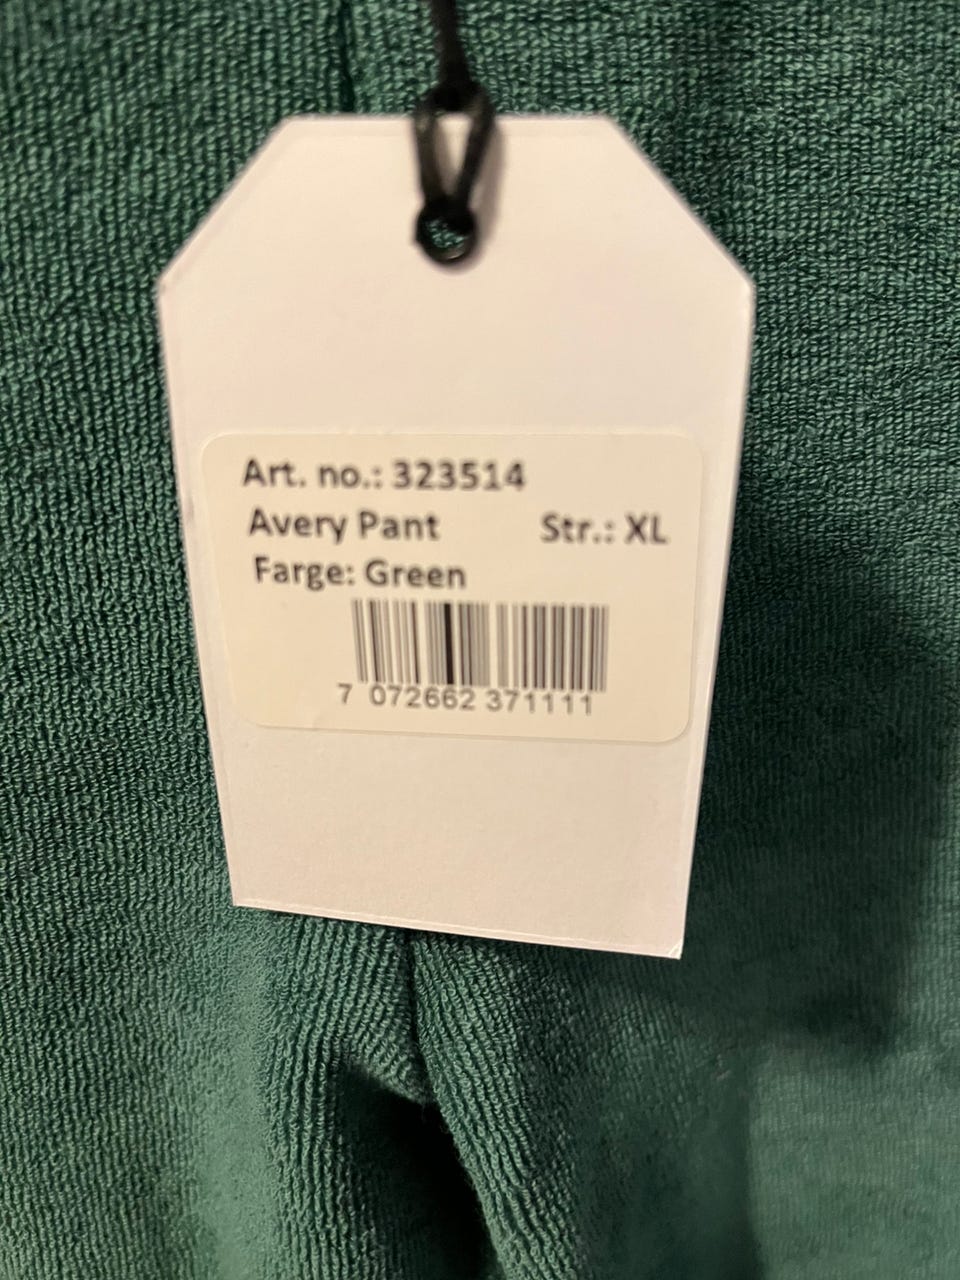 Art. no.: 323514
Avery Pant Str.: XL
Farge: Green
7 072662 371111